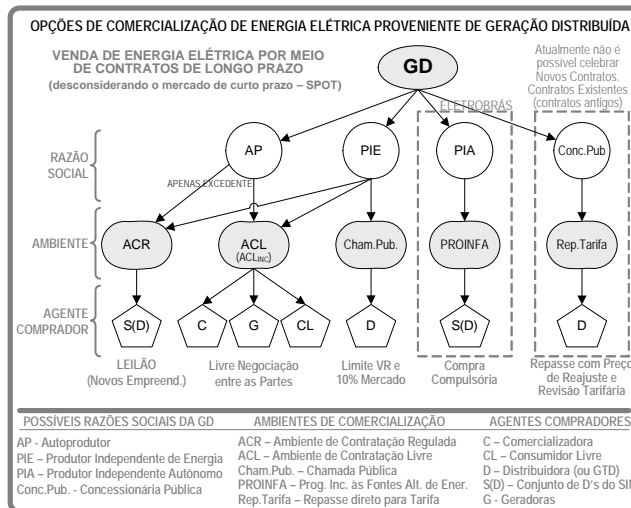 OPÇÕES DE COMERCIALIZAÇÃO DE ENERGIA ELÉTRICA PROVENIENTE DE GERAÇÃO DISTRIBUÍDA
VENDA DE ENERGIA ELÉTRICA POR MEIO
DE CONTRATOS DE LONGO PRAZO
(desconsiderando o mercado de curto prazo – SPOT)
GD
Atualmente não é
possível celebrar
Novos Contratos.
Contratos Existentes
(contratos antigos)
ELETROBRÁS
RAZÃO
SOCIAL
AP
PIE
PIA
Conc.Pub
APENAS EXCEDENTE
AMBIENTE
ACR
ACL
(ACLINC)
Cham.Pub.
PROINFA
Rep.Tarifa
AGENTE
COMPRADOR
S(D)
C
G
CL
D
S(D)
D
LEILÃO
(Novos Empreend.)
Livre Negociação
entre as Partes
Limite VR e
10% Mercado
Compra
Compulsória
Repasse com Preço
de Reajuste e
Revisão Tarifária
POSSÍVEIS RAZÕES SOCIAIS DA GD
AP - Autoprodutor
PIE – Produtor Independente de Energia
PIA – Produtor Independente Autônomo
Conc.Pub. - Concessionária Pública
AMBIENTES DE COMERCIALIZAÇÃO
ACR – Ambiente de Contratação Regulada
ACL – Ambiente de Contratação Livre
Cham.Pub. – Chamada Pública
PROINFA – Prog. Inc. às Fontes Alt. de Ener.
Rep.Tarifa – Repasse direto para Tarifa
AGENTES COMPRADORES
C – Comercializadora
CL – Consumidor Livre
D – Distribuidora (ou GTD)
S(D) – Conjunto de D's do SIN
G - Geradoras